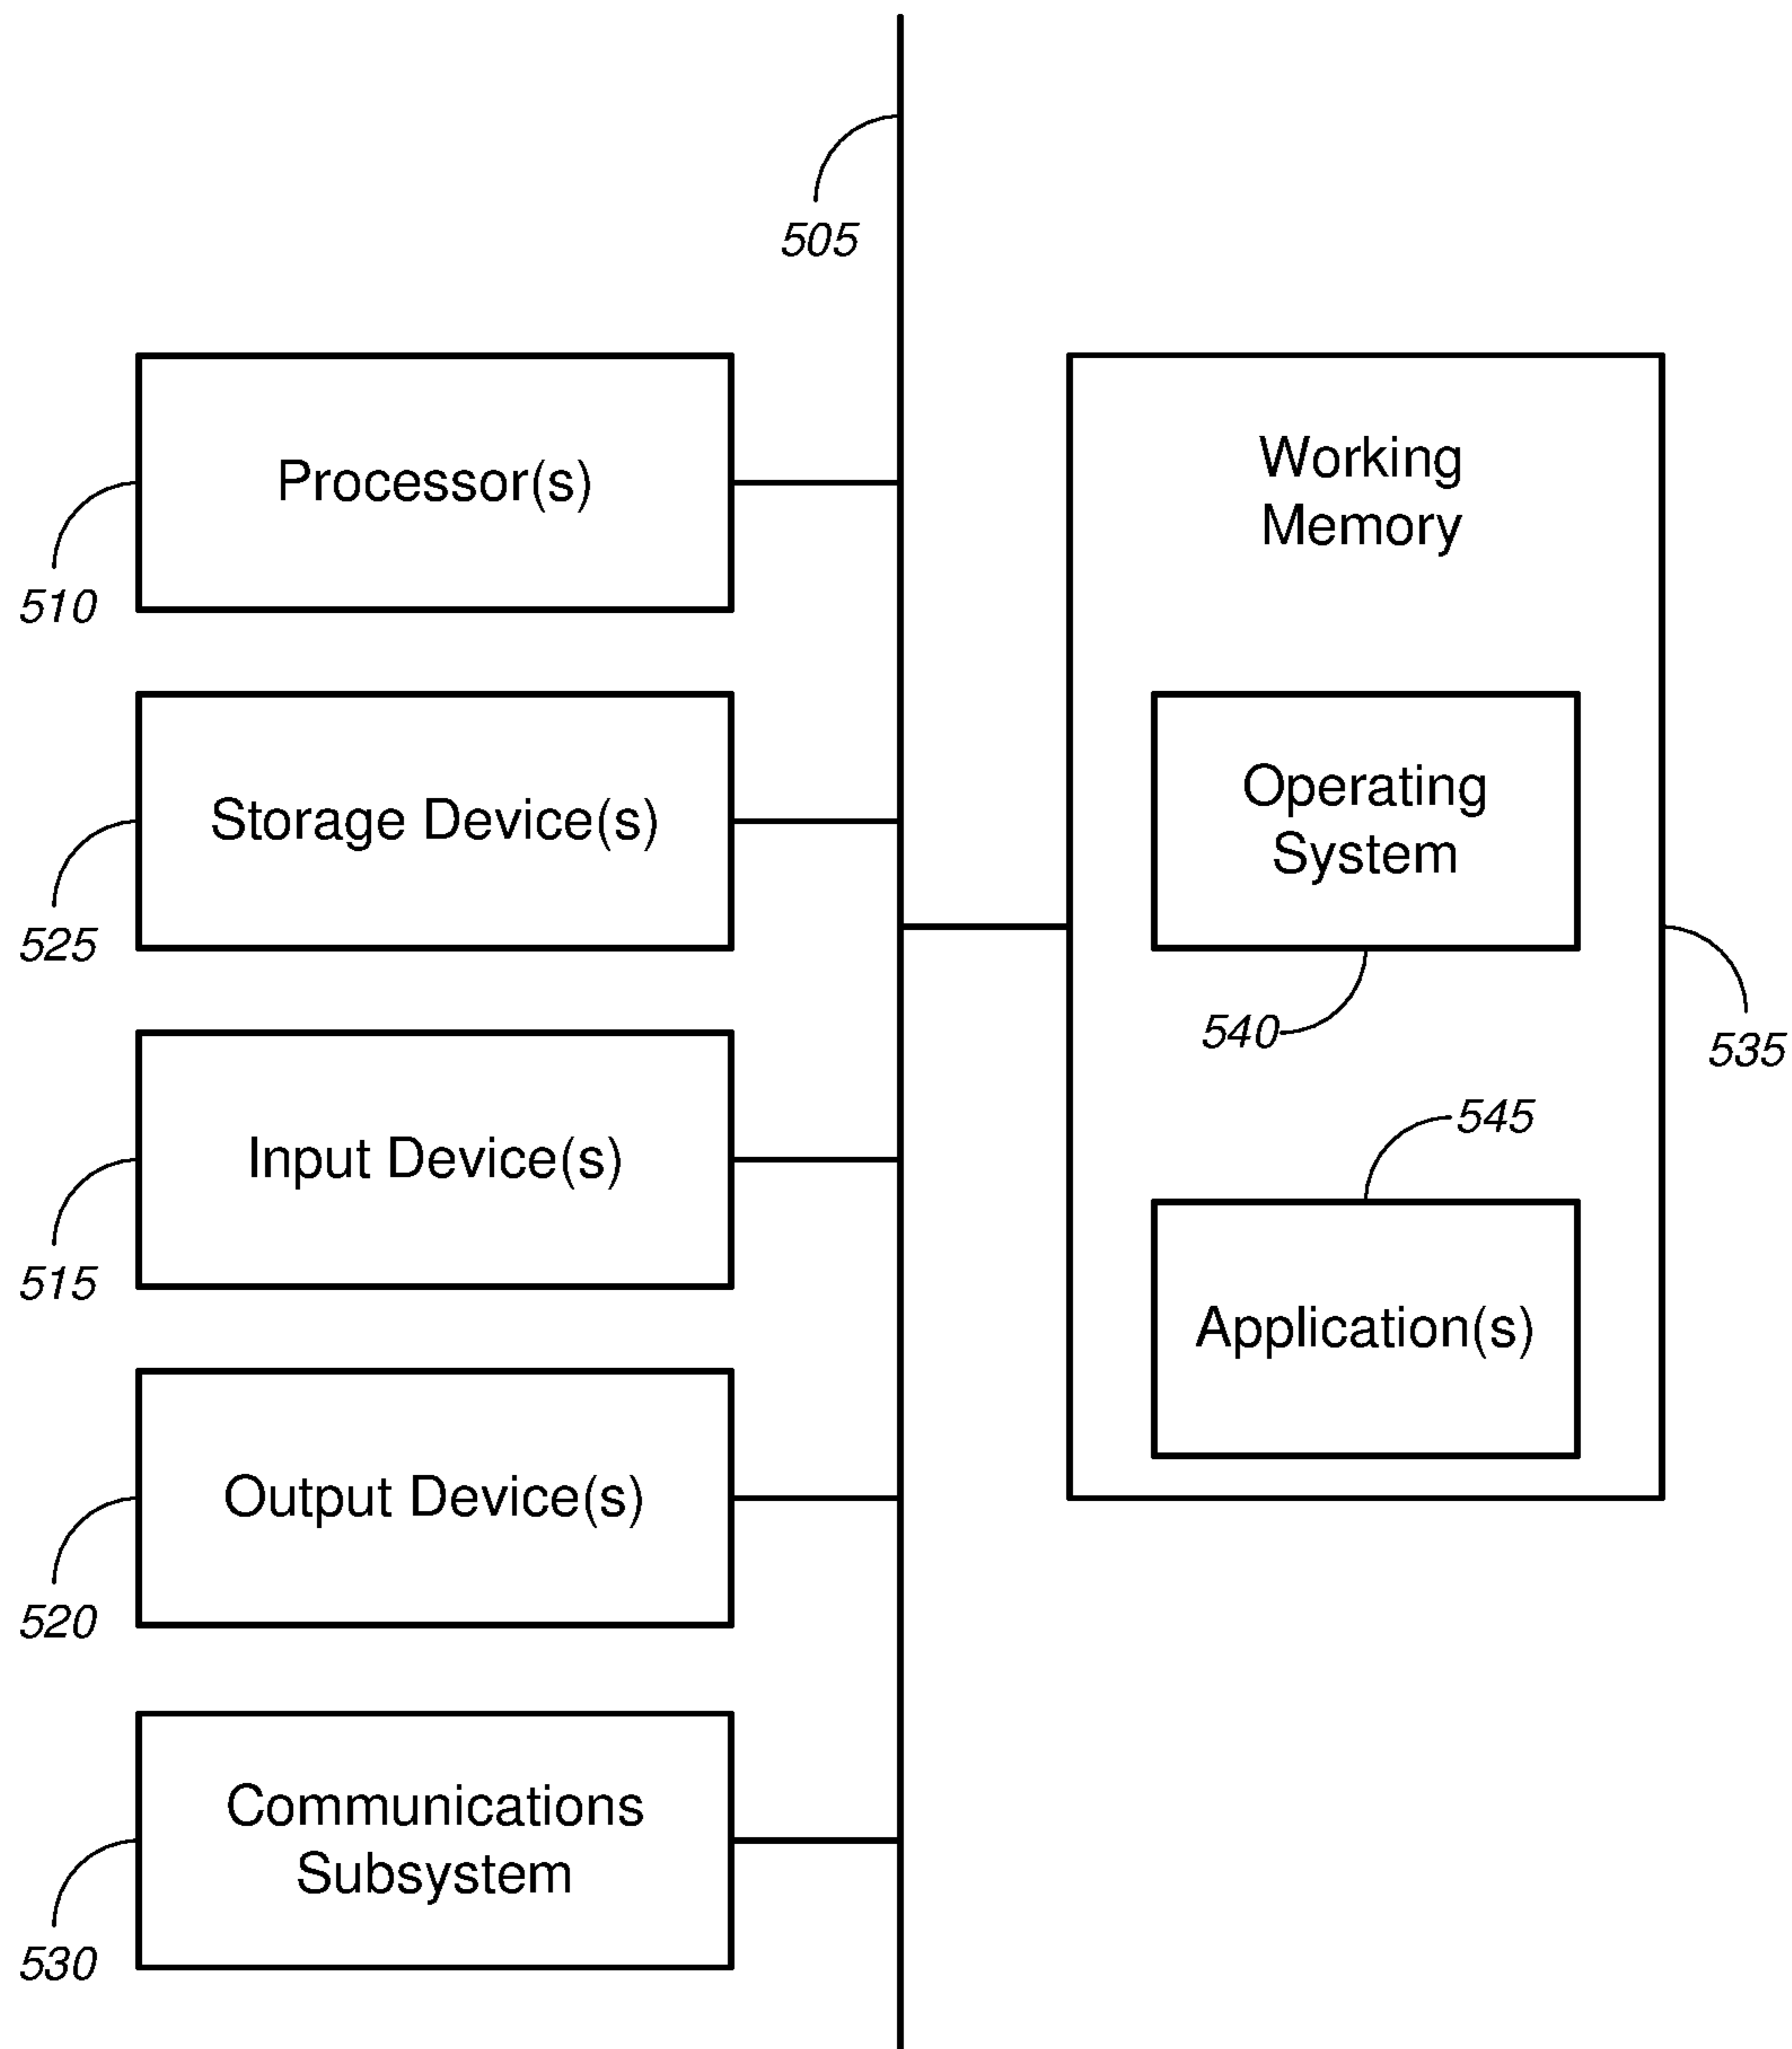 505
Processor(s)
510
Storage Device(s)
525
Input Device(s)
515
Output Device(s)
520
Communications
Subsystem
530
Working
Memory
Operating
System
540
535
545
Application(s)